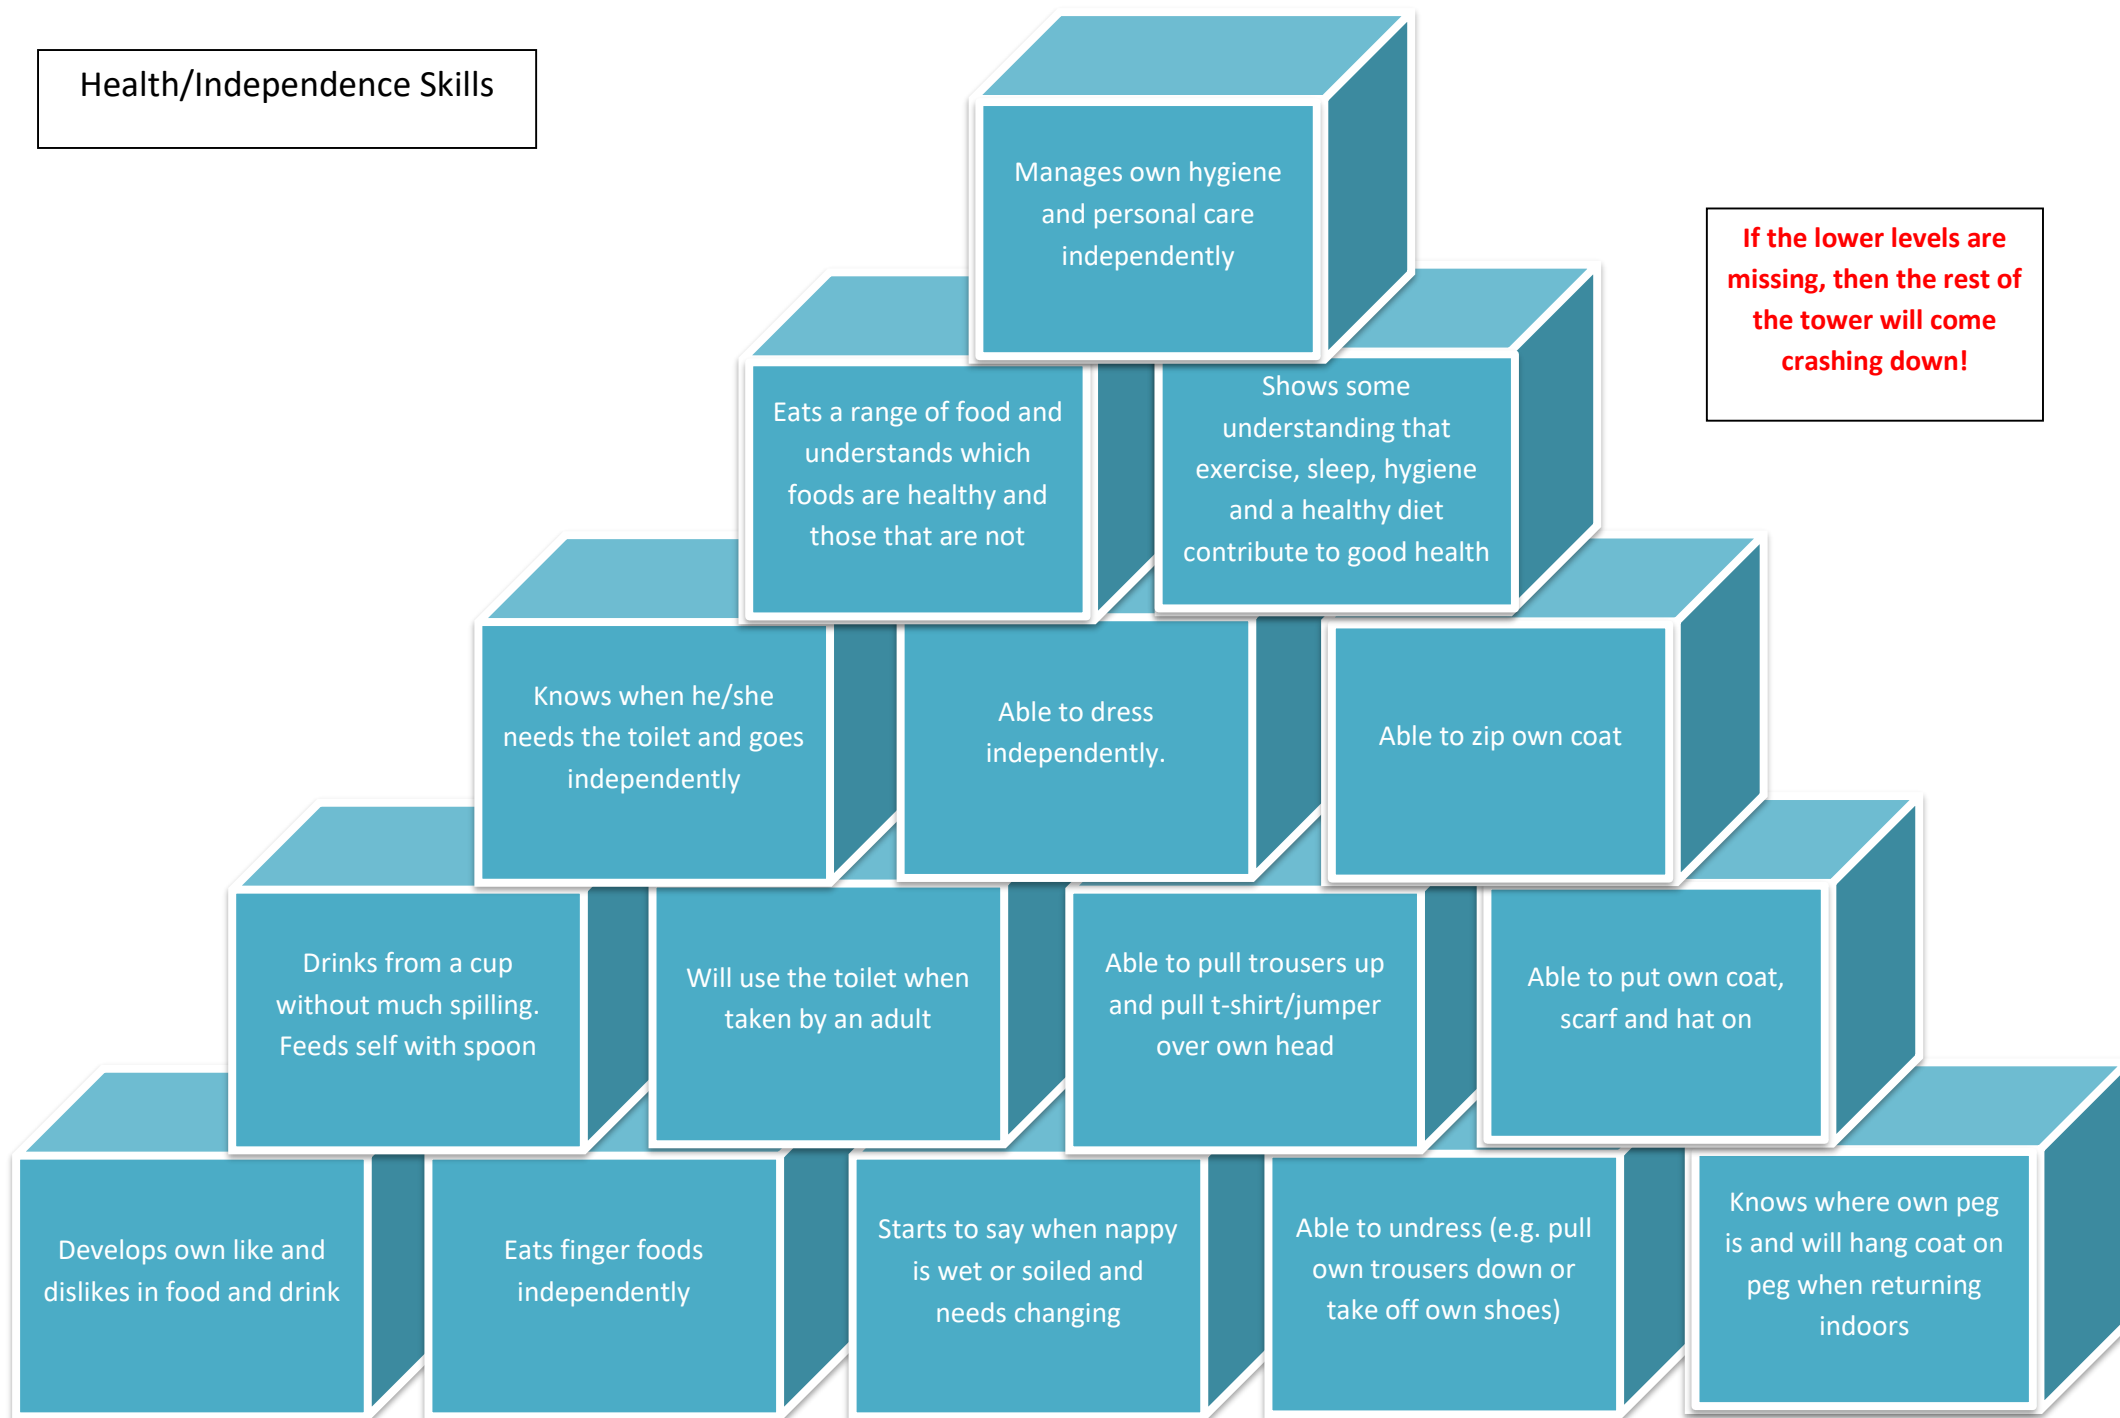 Health/Independence Skills
Manages own hygiene
and personal care
independently
If the lower levels are
missing, then the rest of
the tower will come
crashing down!
Eats a range of food and
understands which
foods are healthy and
those that are not
Shows some
understanding that
exercise, sleep, hygiene
and a healthy diet
contribute to good health
Knows when he/she
needs the toilet and goes
independently
Able to dress
independently.
Able to zip own coat
Drinks from a cup
without much spilling.
Feeds self with spoon
Will use the toilet when
taken by an adult
Able to pull trousers up
and pull t-shirt/jumper
over own head
Able to put own coat,
scarf and hat on
Develops own like and
dislikes in food and drink
Eats finger foods
independently
Starts to say when nappy
is wet or soiled and
needs changing
Able to undress (e.g. pull
own trousers down or
take off own shoes)
Knows where own peg
is and will hang coat on
peg when returning
indoors